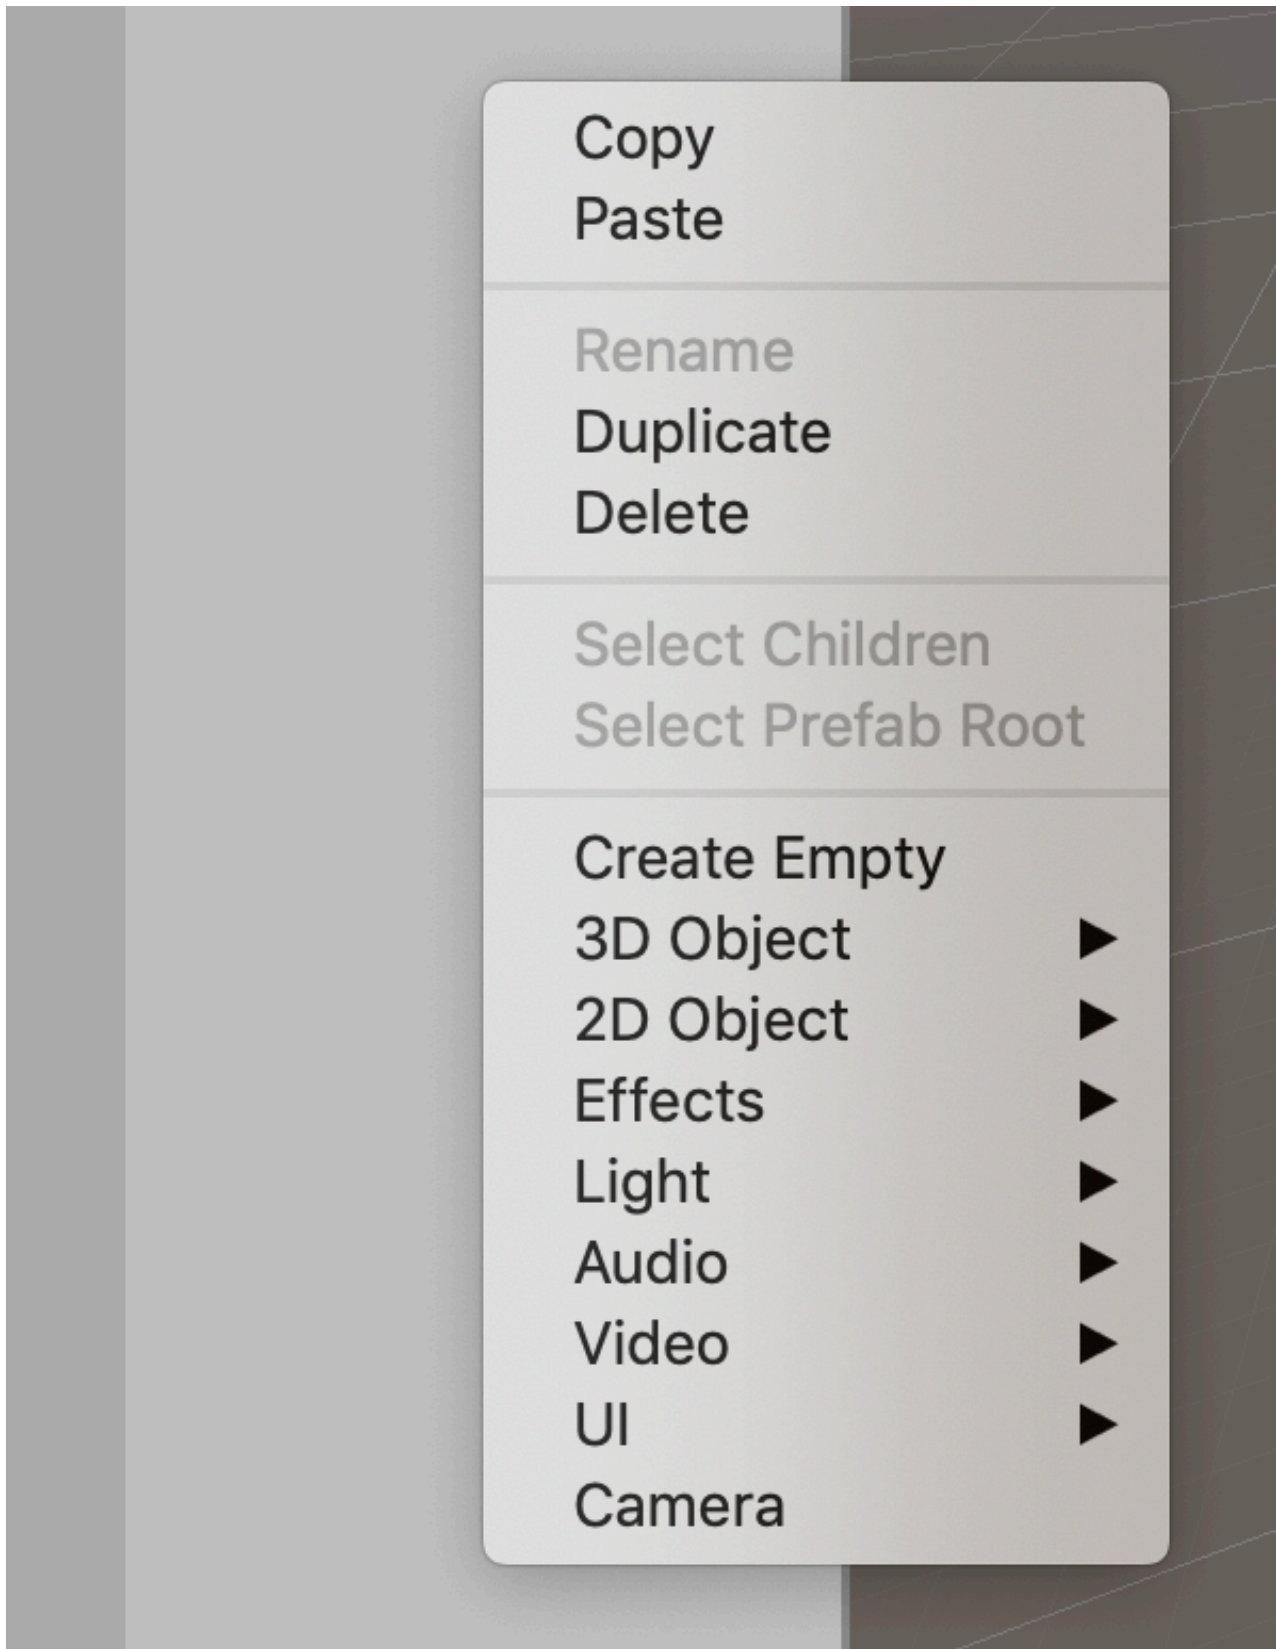 Copy
Paste
Rename
Duplicate
Delete
Select Children
Select Prefab Root
Create Empty
3D Object
2D Object
Effects
Light
Audio
Video
UI
Camera